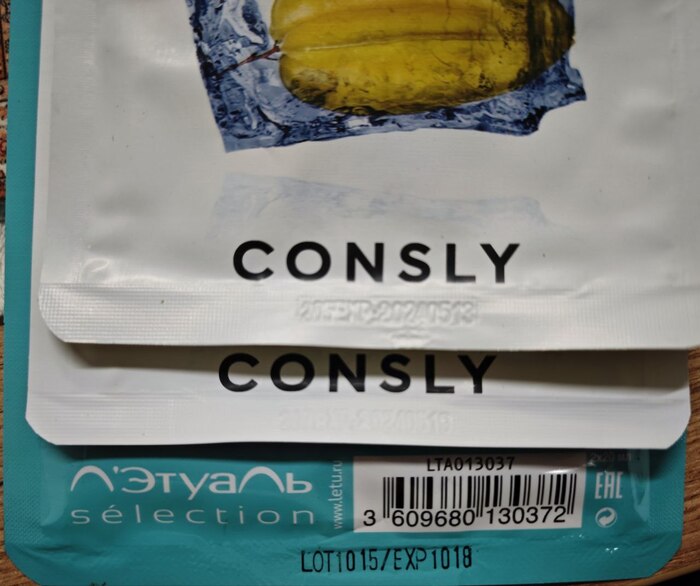 CONSLY
CONSLY
LTA013037
Л'ЭТУАЛЬ
sélection
www.letu.ru
3 609680 130372
EAC
LOT1015/EXP1018